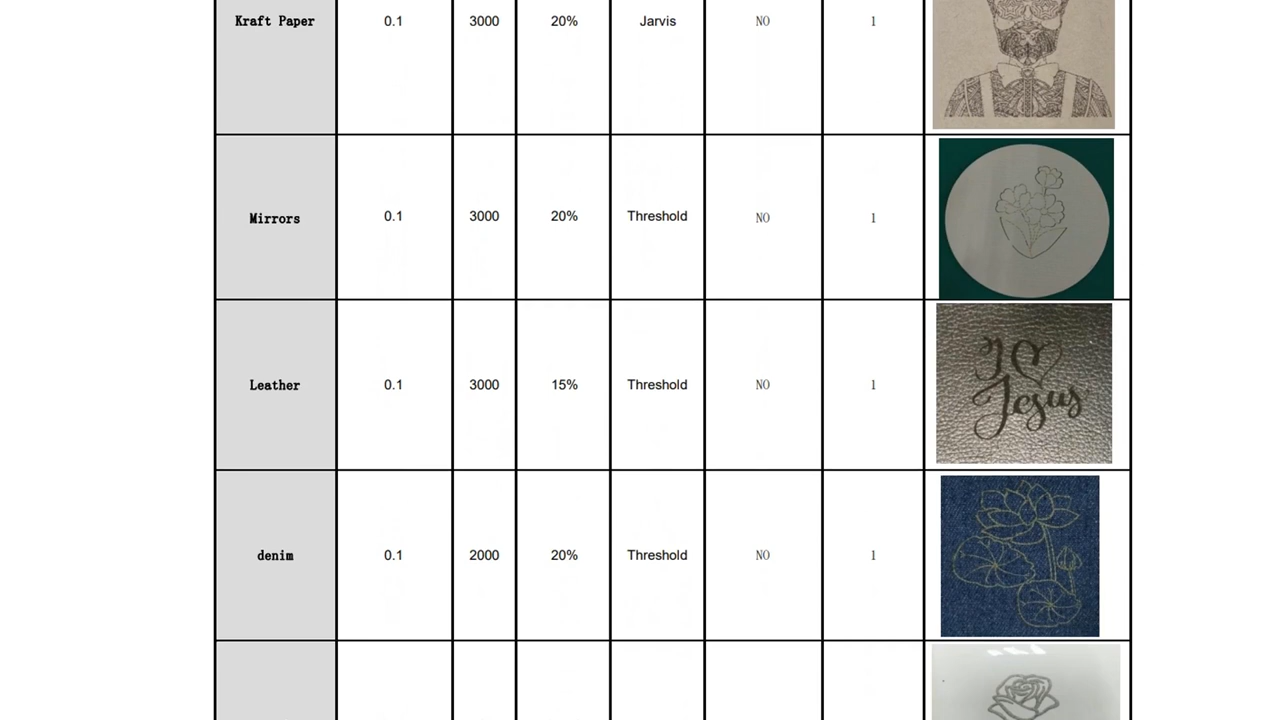 Kraft Paper 0.1 3000 20% Jarvis NO 1
Mirrors 0.1 3000 20% Threshold NO 1
Leather 0.1 3000 15% Threshold NO 1
I
Jesus
denim 0.1 2000 20% Threshold NO 1